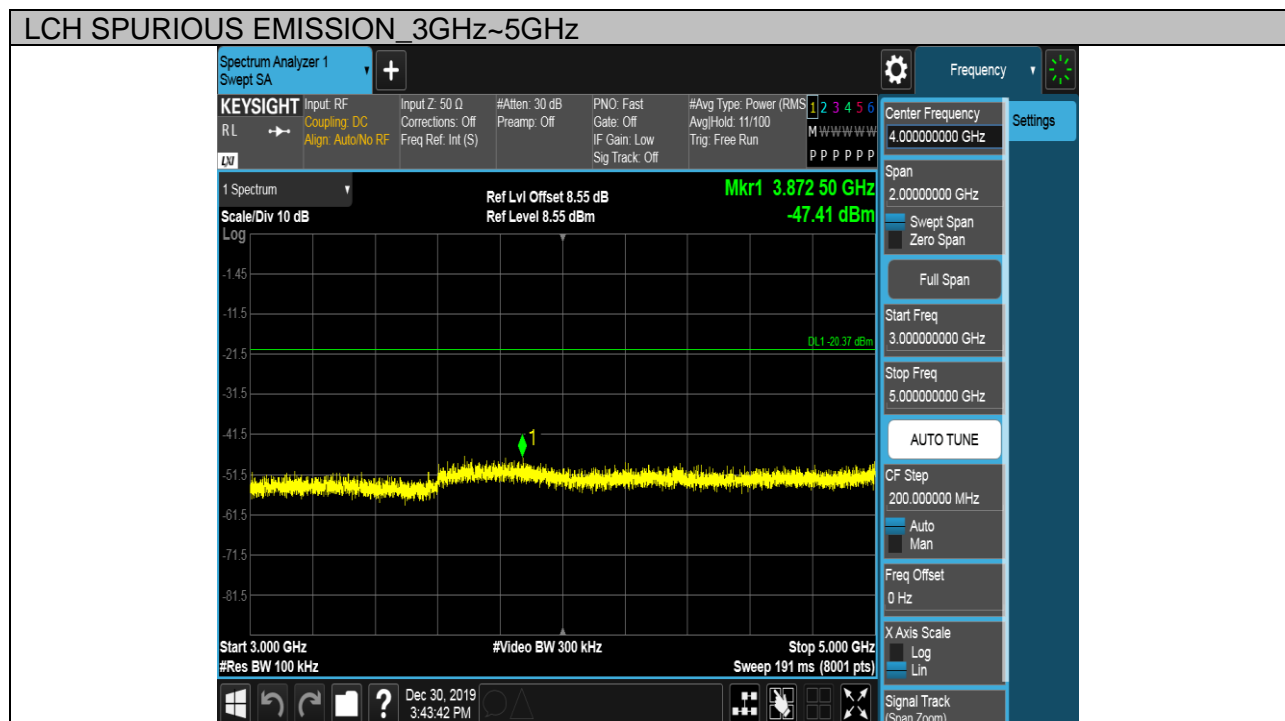 LCH SPURIOUS EMISSION_3GHz~5GHz
Spectrum Analyzer 1
Swept SA
Frequency
KEYSIGHT
RL
LXI
Input: RF
Coupling: DC
Align: Auto/No RF
Input Z: 50 Ω
Corrections: Off
Freq Ref: Int (S)
#Atten: 30 dB
Preamp: Off
PNO: Fast
Gate: Off
IF Gain: Low
Sig Track: Off
#Avg Type: Power (RMS
Avg|Hold: 11/100
Trig: Free Run
1 2 3 4 5 6
M W W W W W
P P P P P P
1 Spectrum
Scale/Div 10 dB
Ref Lvl Offset 8.55 dB
Ref Level 8.55 dBm
Mkr1 3.872 50 GHz
-47.41 dBm
Log
-1.45
-11.5
-21.5
-31.5
-41.5
-51.5
-61.5
-71.5
-81.5
DL1 -20.37 dBm
1
Start 3.000 GHz
#Res BW 100 kHz
#Video BW 300 kHz
Stop 5.000 GHz
Sweep 191 ms (8001 pts)
?
Dec 30, 2019
3:43:42 PM
Center Frequency
4.000000000 GHz
Settings
Span
2.00000000 GHz
Swept Span
Zero Span
Full Span
Start Freq
3.000000000 GHz
Stop Freq
5.000000000 GHz
AUTO TUNE
CF Step
200.000000 MHz
Auto
Man
Freq Offset
0 Hz
X Axis Scale
Log
Lin
Signal Track
(Span Zoom)